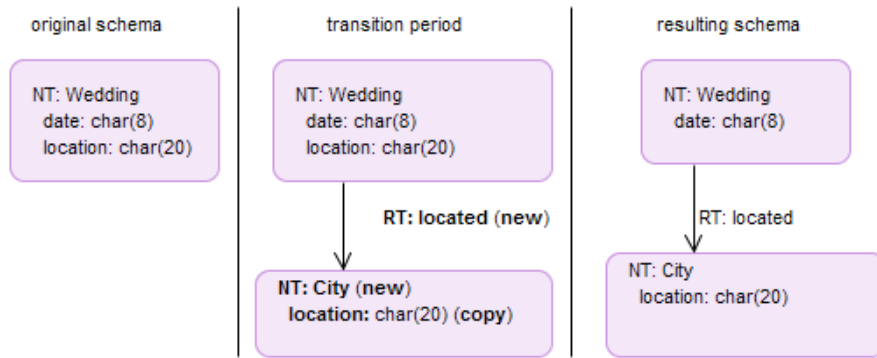 original schema
NT: Wedding
date: char(8)
location: char(20)
transition period
NT: Wedding
date: char(8)
location: char(20)
RT: located (new)
NT: City (new)
location: char(20) (copy)
resulting schema
NT: Wedding
date: char(8)
RT: located
NT: City
location: char(20)